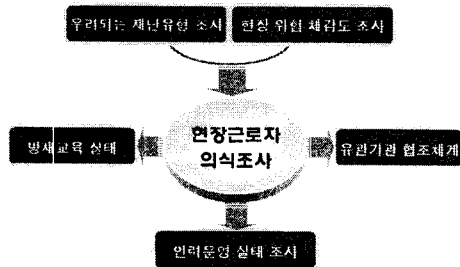 우려되는 재난유형 조사
현장 위험 체감도 조사
현장근로자
의식조사
방재교육 실태
유관기관 협조체계
인력운영 실태 조사